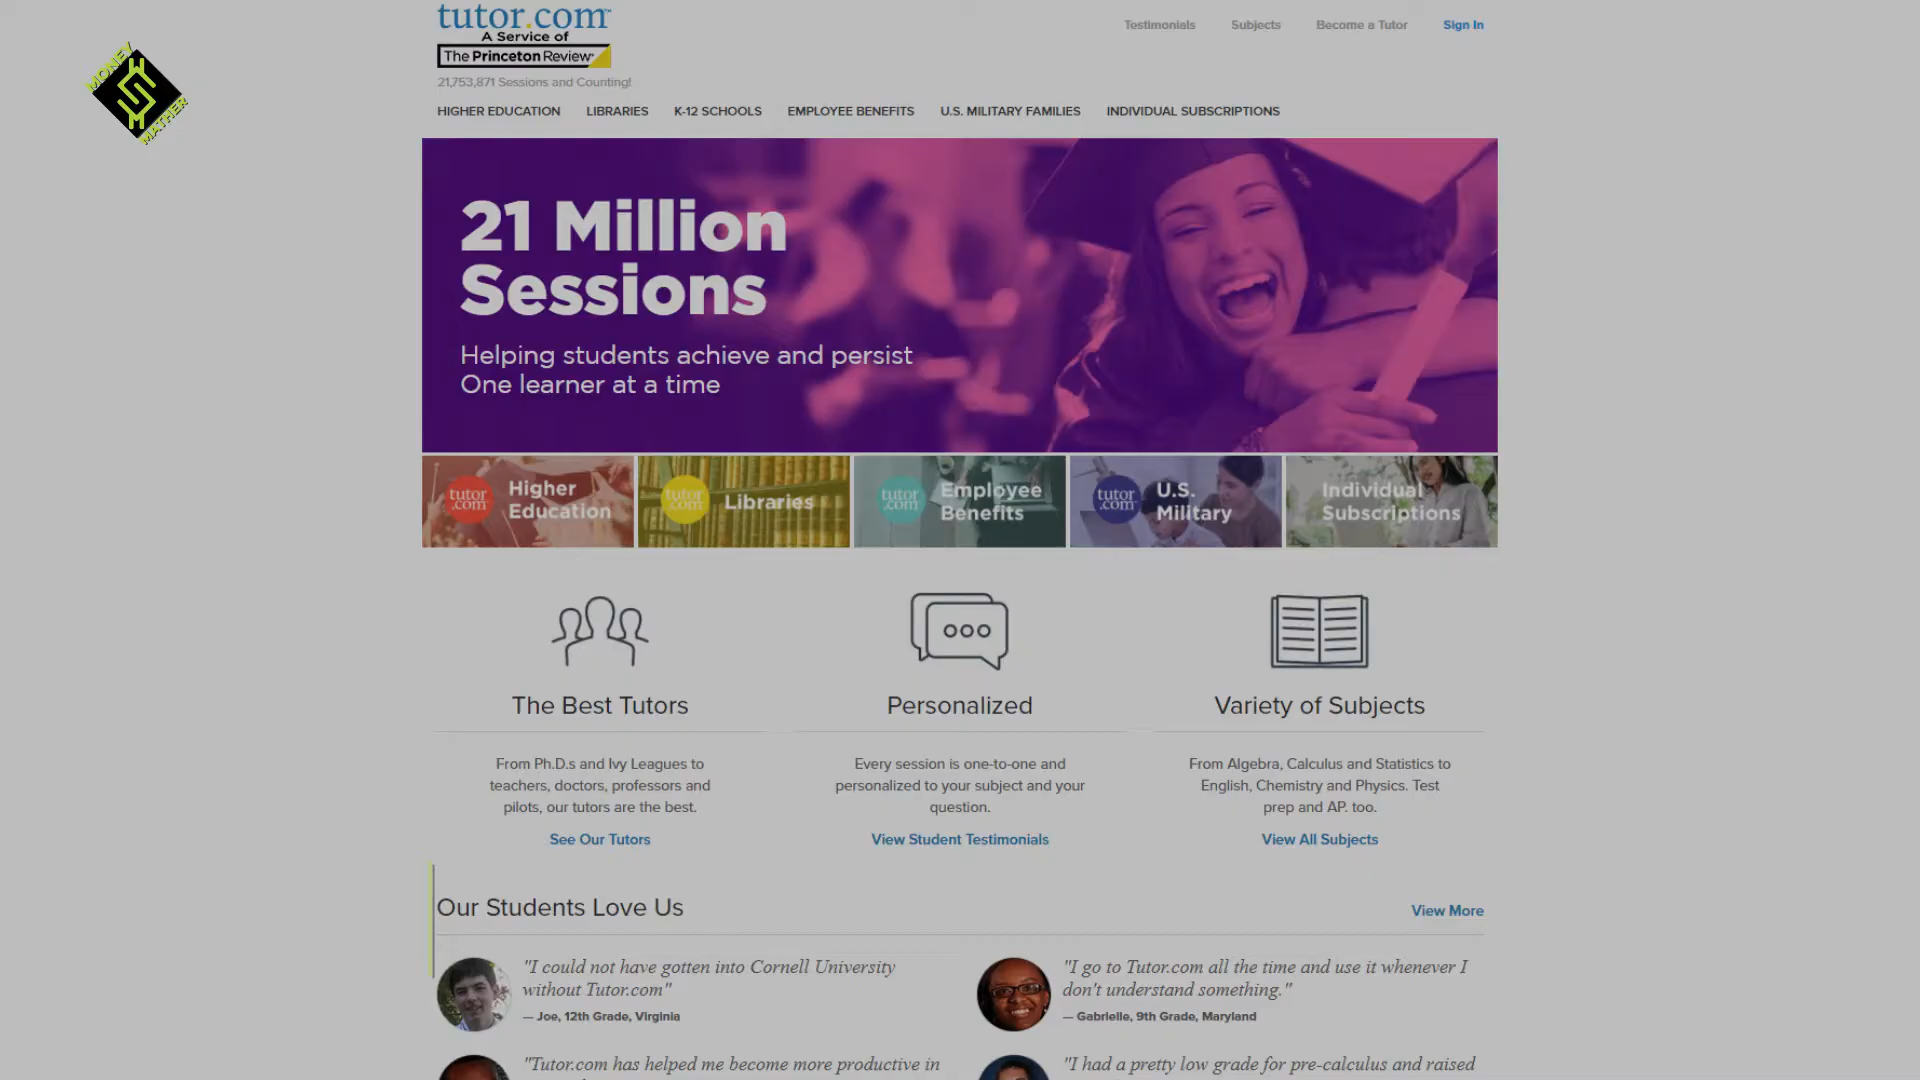 MONEY
MATHER
tutor.com
A Service of
The Princeton Review
21,753,871 Sessions and Counting!
Testimonials
Subjects
Become a Tutor
Sign In
HIGHER EDUCATION
LIBRARIES
K-12 SCHOOLS
EMPLOYEE BENEFITS
U.S. MILITARY FAMILIES
INDIVIDUAL SUBSCRIPTIONS
21 Million
Sessions
Helping students achieve and persist
One learner at a time
tutor
.com
Higher
Education
tutor
.com
Libraries
tutor
.com
Employee
Benefits
tutor
.com
U.S.
Military
Individual
Subscriptions
The Best Tutors
From Ph.D.s and Ivy Leagues to
teachers, doctors, professors and
pilots, our tutors are the best.
See Our Tutors
Personalized
Every session is one-to-one and
personalized to your subject and your
question.
View Student Testimonials
Variety of Subjects
From Algebra, Calculus and Statistics to
English, Chemistry and Physics. Test
prep and AP. too.
View All Subjects
Our Students Love Us
View More
"I could not have gotten into Cornell University
without Tutor.com"
— Joe, 12th Grade, Virginia
"I go to Tutor.com all the time and use it whenever I
don't understand something."
— Gabrielle, 9th Grade, Maryland
"Tutor.com has helped me become more productive in
"I had a pretty low grade for pre-calculus and raised